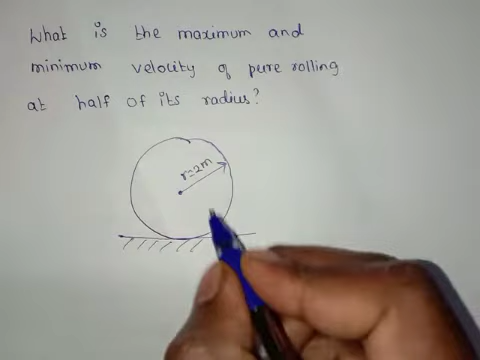 What is the maximum and
minimum velocity of pure rolling
at half of its radius?
r=2m